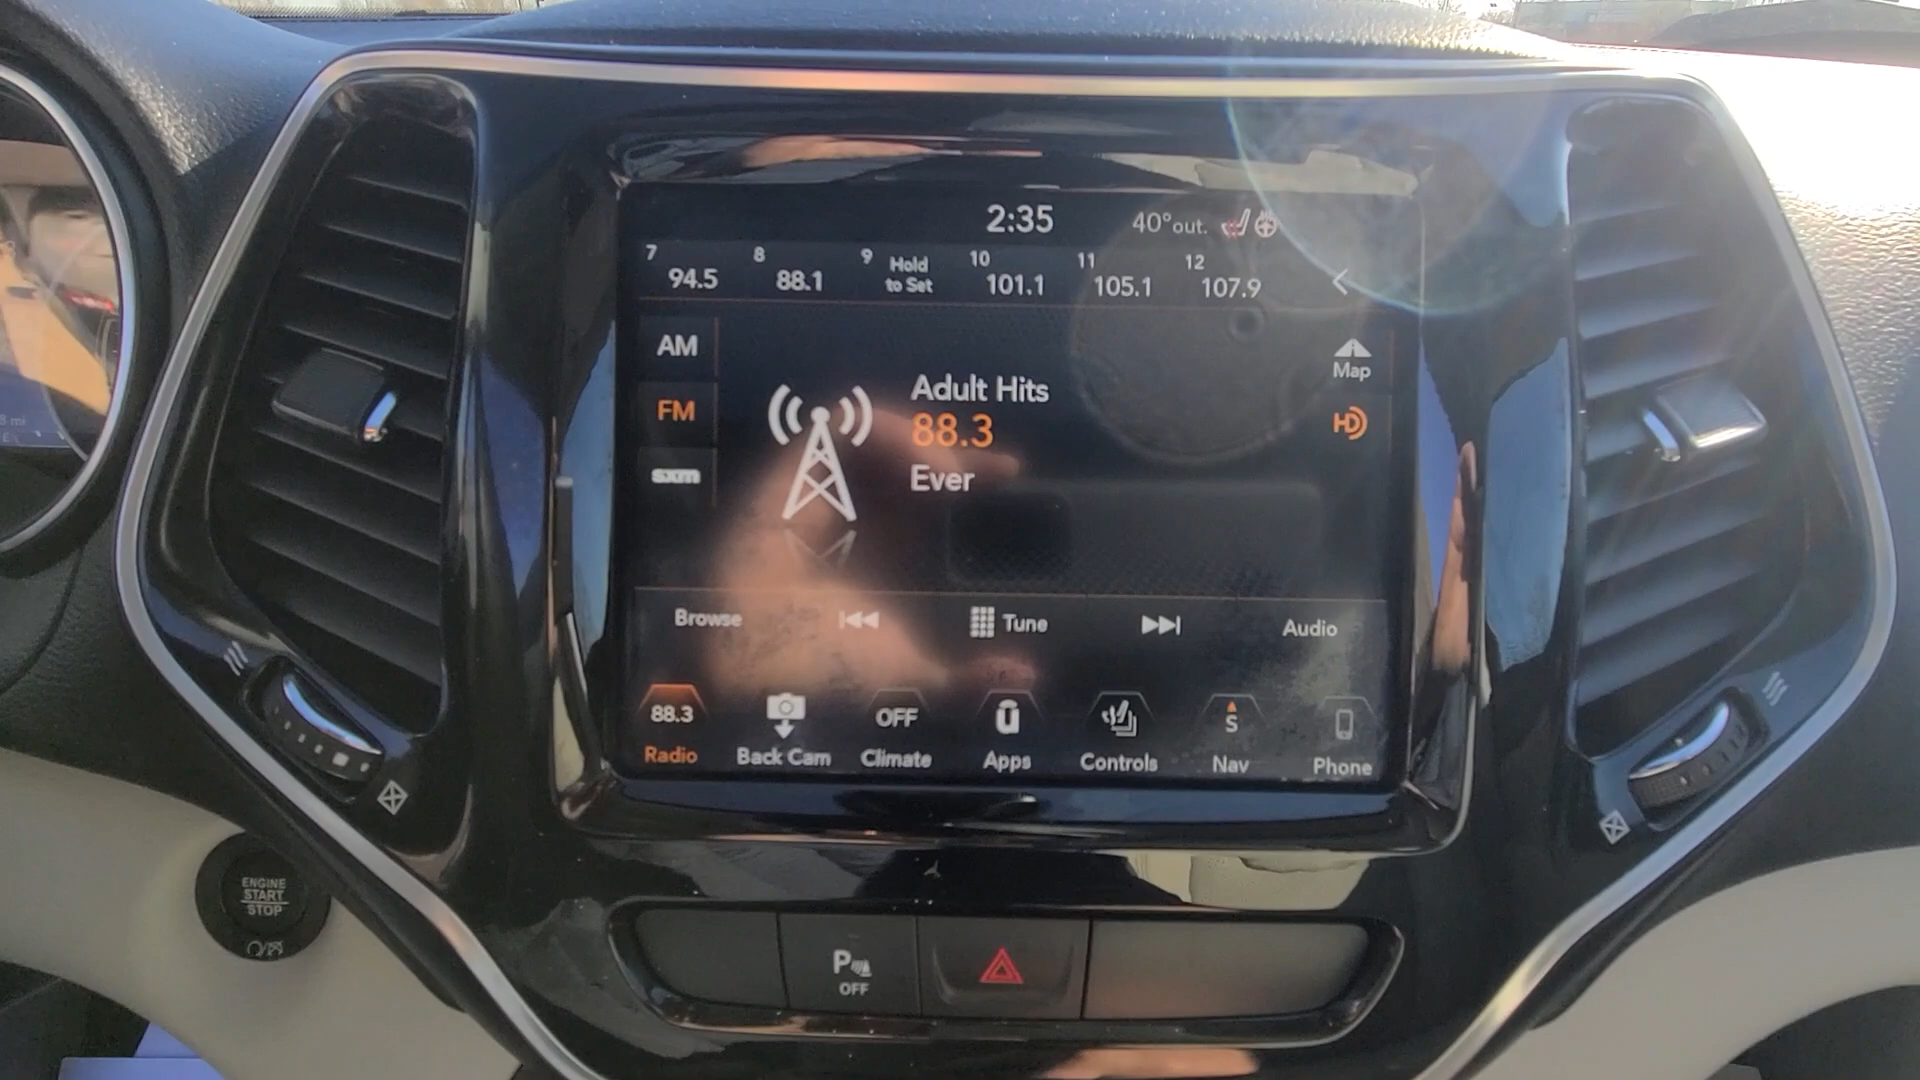 2:35 40° out.
7 94.5 8 88.1 9 Hold to Set 10 101.1 11 105.1 12 107.9
AM
FM
sxm
Adult Hits
88.3
Ever
Map
HD
Browse Tune Audio
88.3 OFF S
Radio Back Cam Climate Apps Controls Nav Phone
ENGINE
START
STOP
P
OFF